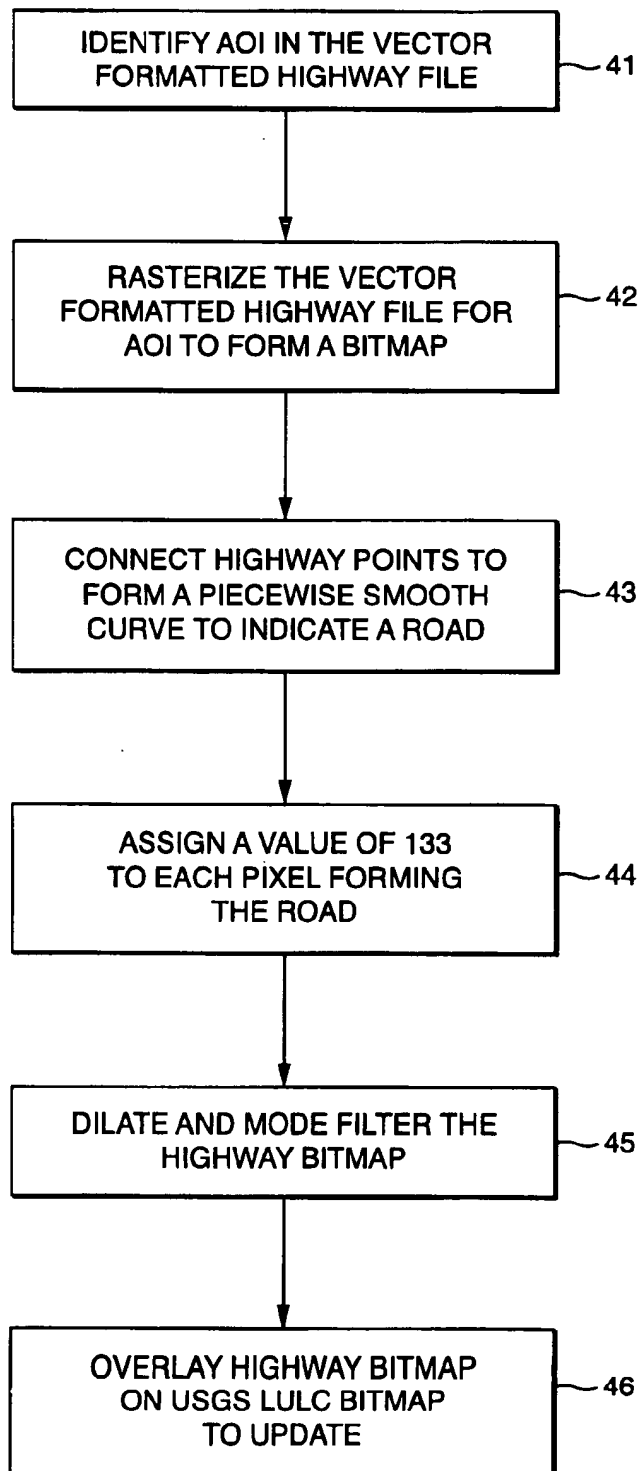 IDENTIFY AOI IN THE VECTOR
FORMATTED HIGHWAY FILE
41
RASTERIZE THE VECTOR
FORMATTED HIGHWAY FILE FOR
AOI TO FORM A BITMAP
42
CONNECT HIGHWAY POINTS TO
FORM A PIECEWISE SMOOTH
CURVE TO INDICATE A ROAD
43
ASSIGN A VALUE OF 133
TO EACH PIXEL FORMING
THE ROAD
44
DILATE AND MODE FILTER THE
HIGHWAY BITMAP
45
OVERLAY HIGHWAY BITMAP
ON USGS LULC BITMAP
TO UPDATE
46